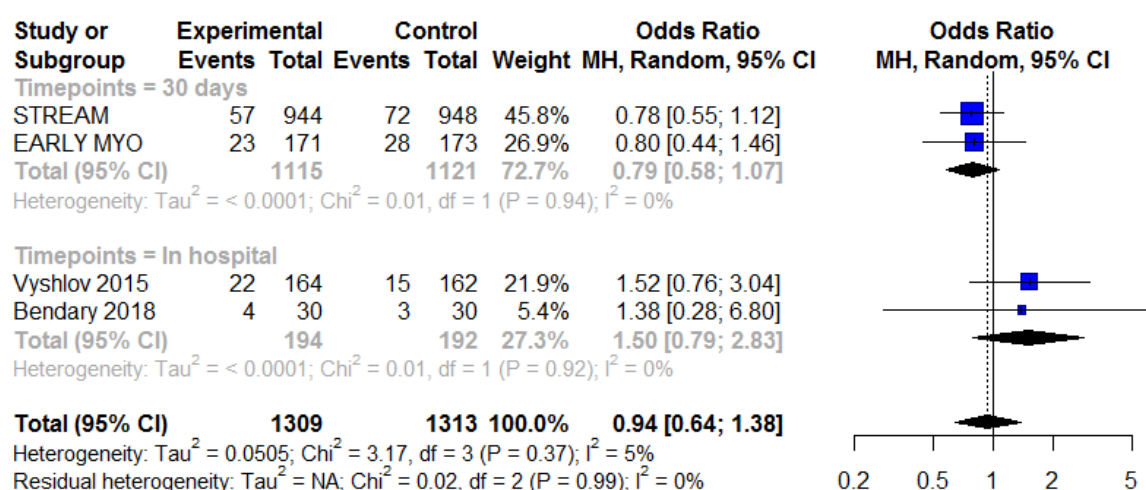 Study or Experimental Control Odds Ratio Odds Ratio
Subgroup Events Total Events Total Weight MH, Random, 95% CI MH, Random, 95% CI
Timepoints = 30 days
STREAM 57 944 72 948 45.8% 0.78 [0.55; 1.12]
EARLY MYO 23 171 28 173 26.9% 0.80 [0.44; 1.46]
Total (95% CI) 1115 1121 72.7% 0.79 [0.58; 1.07]
Heterogeneity: Tau² = < 0.0001; Chi² = 0.01, df = 1 (P = 0.94); I² = 0%
Timepoints = In hospital
Vyshlov 2015 22 164 15 162 21.9% 1.52 [0.76; 3.04]
Bendary 2018 4 30 3 30 5.4% 1.38 [0.28; 6.80]
Total (95% CI) 194 192 27.3% 1.50 [0.79; 2.83]
Heterogeneity: Tau² = < 0.0001; Chi² = 0.01, df = 1 (P = 0.92); I² = 0%
Total (95% CI) 1309 1313 100.0% 0.94 [0.64; 1.38]
Heterogeneity: Tau² = 0.0505; Chi² = 3.17, df = 3 (P = 0.37); I² = 5%
Residual heterogeneity: Tau² = NA; Chi² = 0.02, df = 2 (P = 0.99); I² = 0%
0.2 0.5 1 2 5